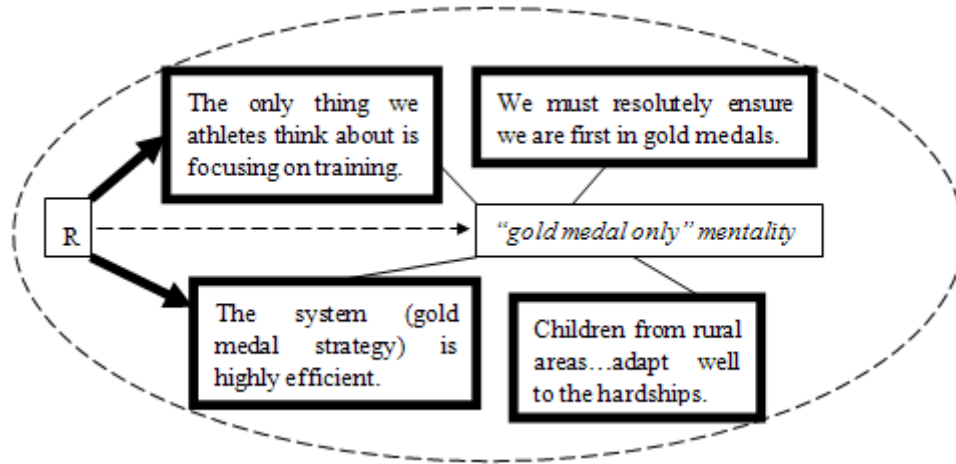 The only thing we
athletes think about is
focusing on training.
We must resolutely ensure
we are first in gold medals.
R
“gold medal only” mentality
The system (gold
medal strategy) is
highly efficient.
Children from rural
areas…adapt well
to the hardships.